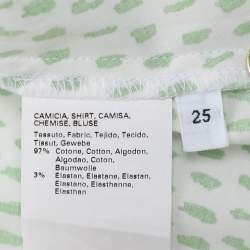 CAMICIA, SHIRT, CAMISA,
CHEMISE, BLUSE
Tessuto, Fabric, Tejido, Tecido,
Tissut, Gewebe
97% Cotone, Cotton, Algodon,
Algodao, Coton,
Baumwolle
3% Elastan, Elastane, Elastan,
Elastano, Elasthanne,
Elasthan
25